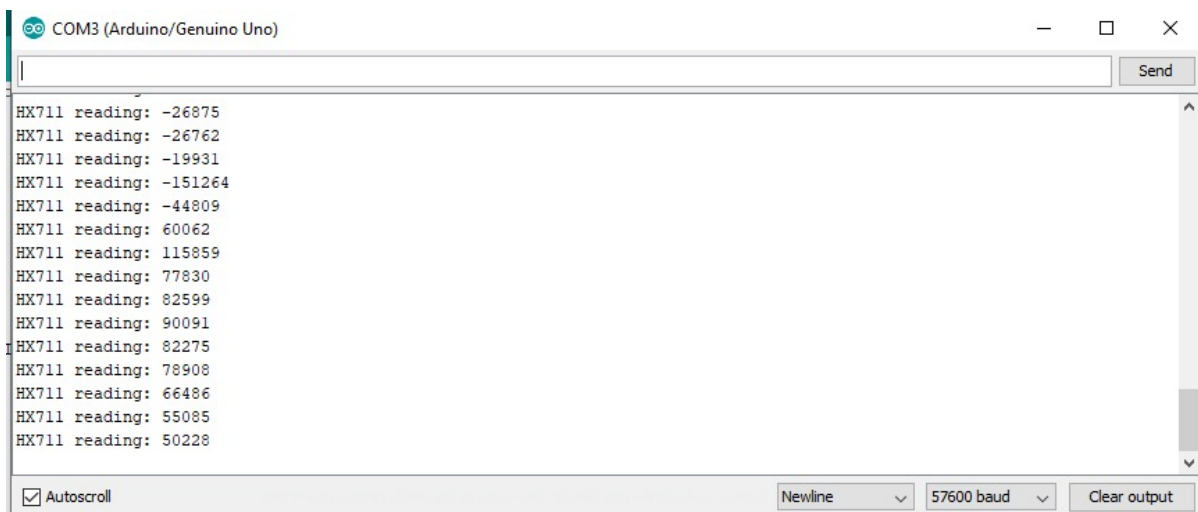 COM3 (Arduino/Genuino Uno)
Send
HX711 reading: -26875
HX711 reading: -26762
HX711 reading: -19931
HX711 reading: -151264
HX711 reading: -44809
HX711 reading: 60062
HX711 reading: 115859
HX711 reading: 77830
HX711 reading: 82599
HX711 reading: 90091
HX711 reading: 82275
HX711 reading: 78908
HX711 reading: 66486
HX711 reading: 55085
HX711 reading: 50228
Autoscroll Newline 57600 baud Clear output